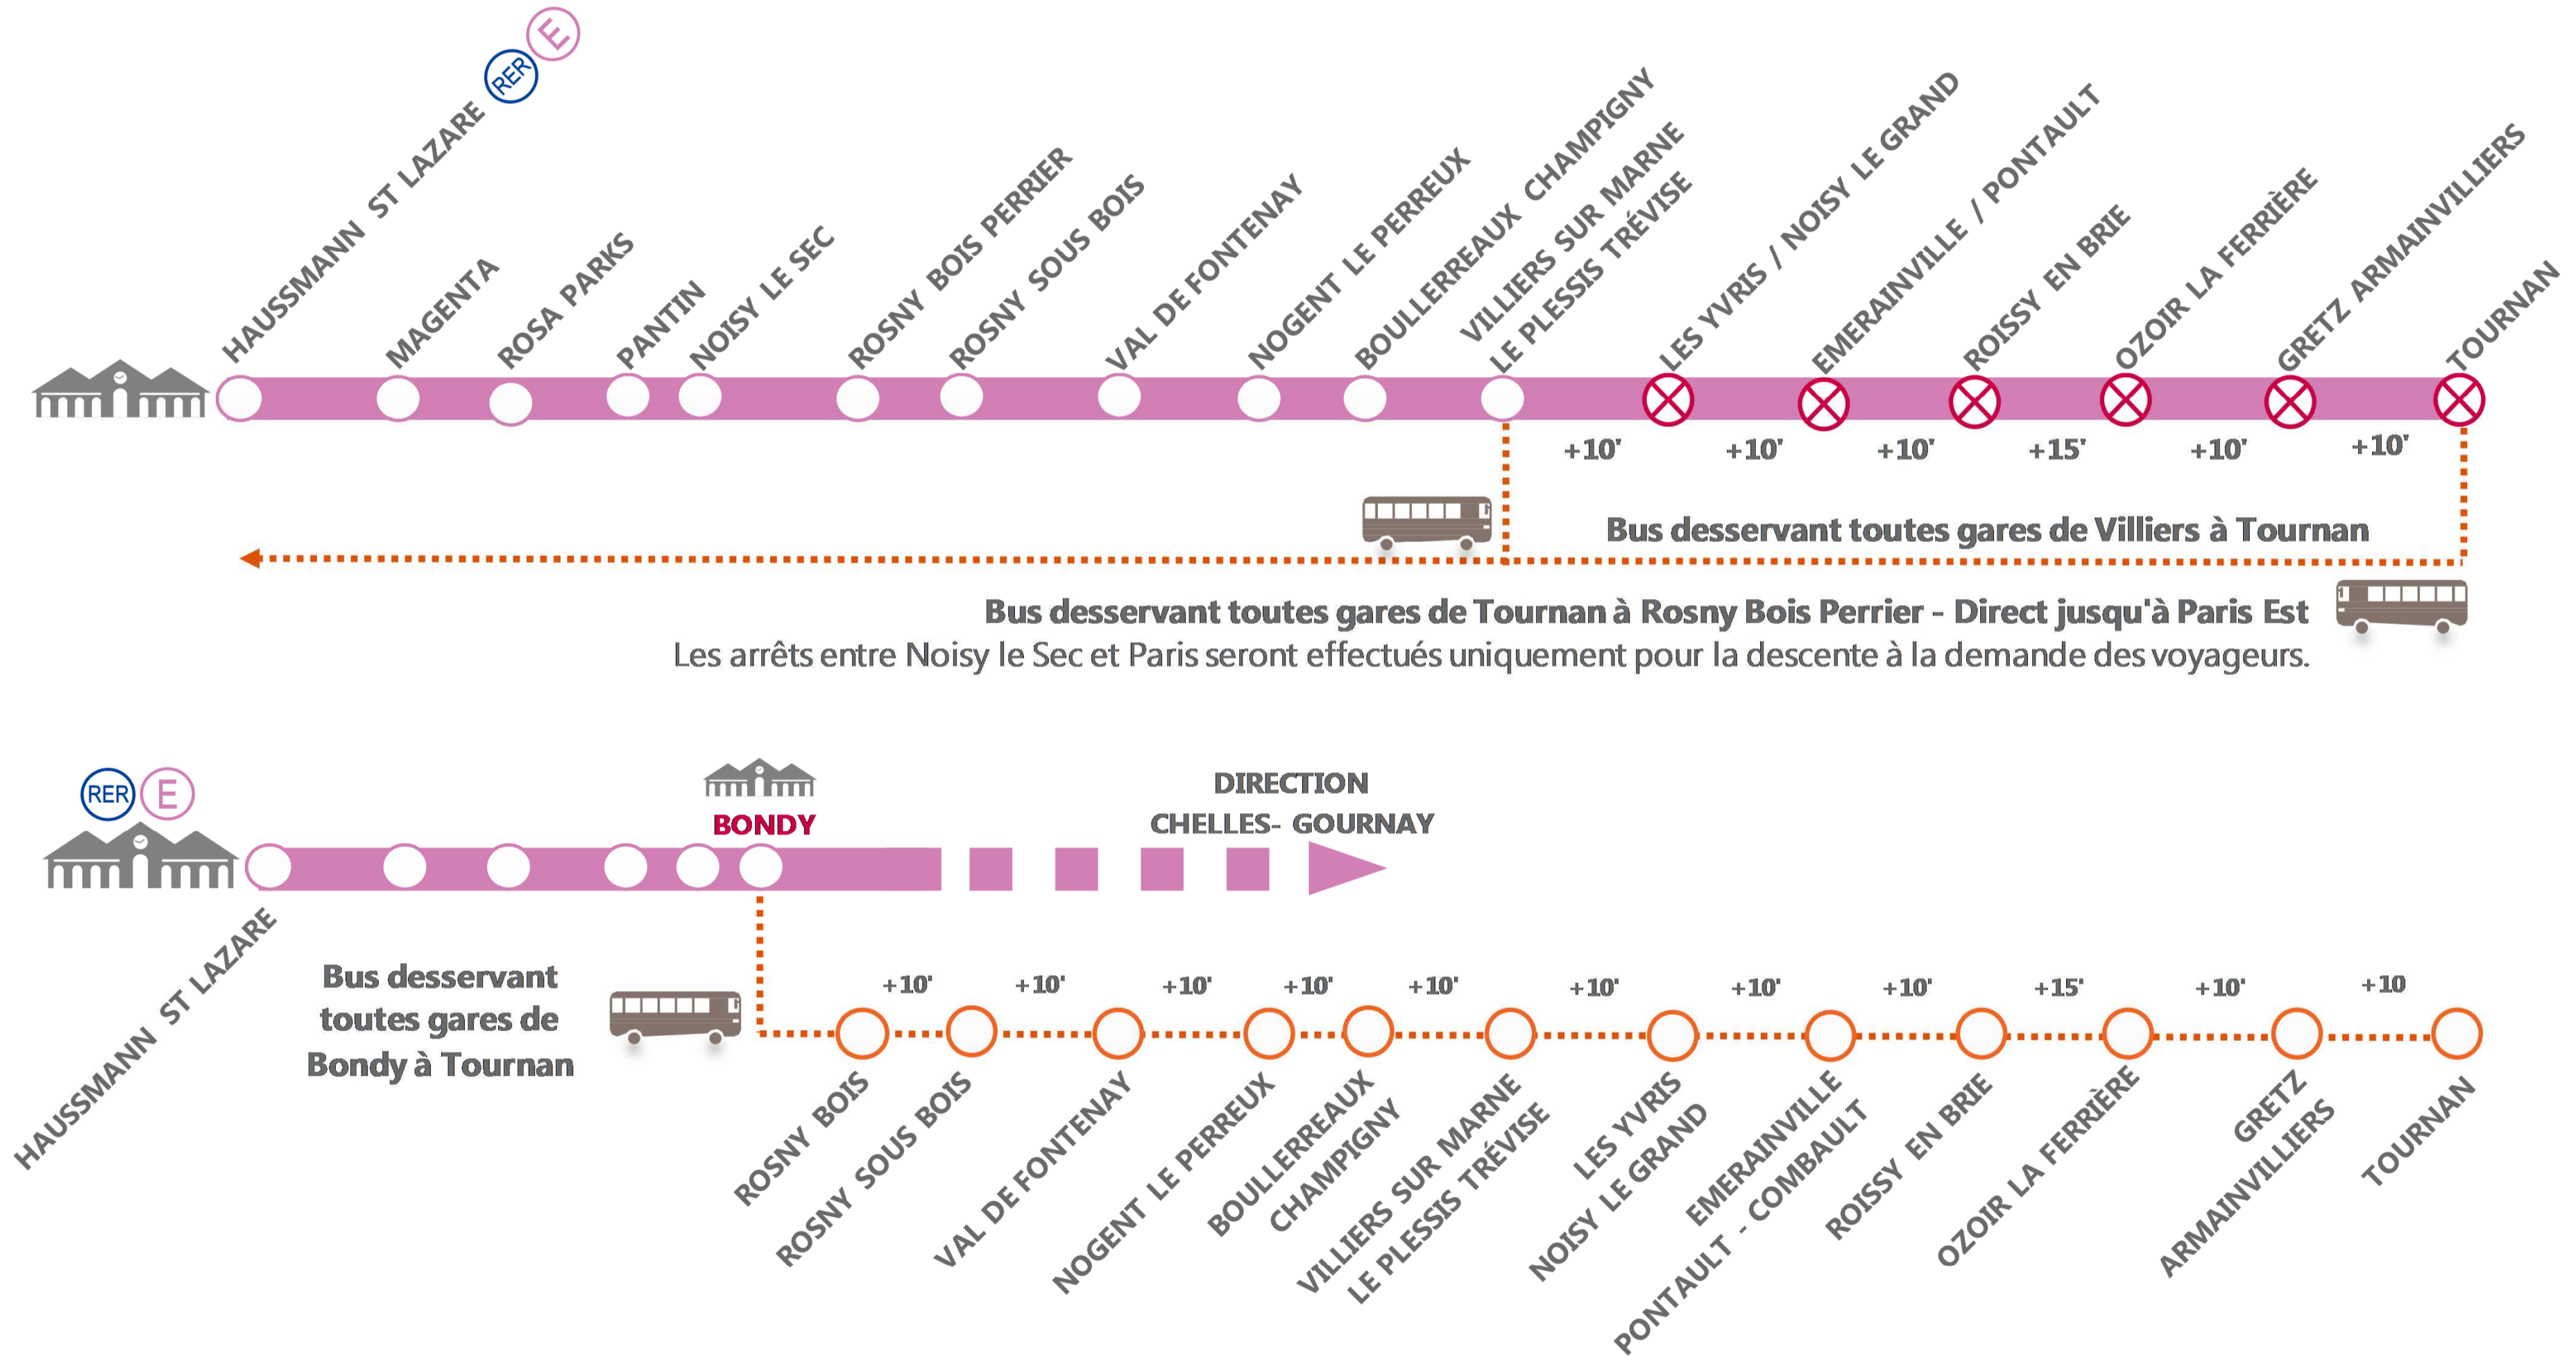 RER E
HAUSSMANN ST LAZARE
MAGENTA
ROSA PARKS
PANTIN
NOISY LE SEC
ROSNY BOIS PERRIER
ROSNY SOUS BOIS
VAL DE FONTENAY
NOGENT LE PERREUX
BOULLERREAUX CHAMPIGNY
VILLIERS SUR MARNE
LE PLESSIS TRÉVISE
LES YVRIS / NOISY LE GRAND
EMERAINVILLE / PONTAULT
ROISSY EN BRIE
OZOIR LA FERRIÈRE
GRETZ ARMAINVILLIERS
TOURNAN
+10' +10' +10' +15' +10' +10'
Bus desservant toutes gares de Villiers à Tournan
Bus desservant toutes gares de Tournan à Rosny Bois Perrier - Direct jusqu'à Paris Est
Les arrêts entre Noisy le Sec et Paris seront effectués uniquement pour la descente à la demande des voyageurs.
RER E
BONDY
DIRECTION
CHELLES- GOURNAY
HAUSSMANN ST LAZARE
Bus desservant
toutes gares de
Bondy à Tournan
+10' +10' +10' +10' +10' +10' +10' +10' +15' +10' +10
ROSNY BOIS
ROSNY SOUS BOIS
VAL DE FONTENAY
NOGENT LE PERREUX
BOULLERREAUX
CHAMPIGNY
VILLIERS SUR MARNE
LE PLESSIS TRÉVISE
LES YVRIS
NOISY LE GRAND
EMERAINVILLE
PONTAULT - COMBAULT
ROISSY EN BRIE
OZOIR LA FERRIÈRE
GRETZ
ARMAINVILLIERS
TOURNAN